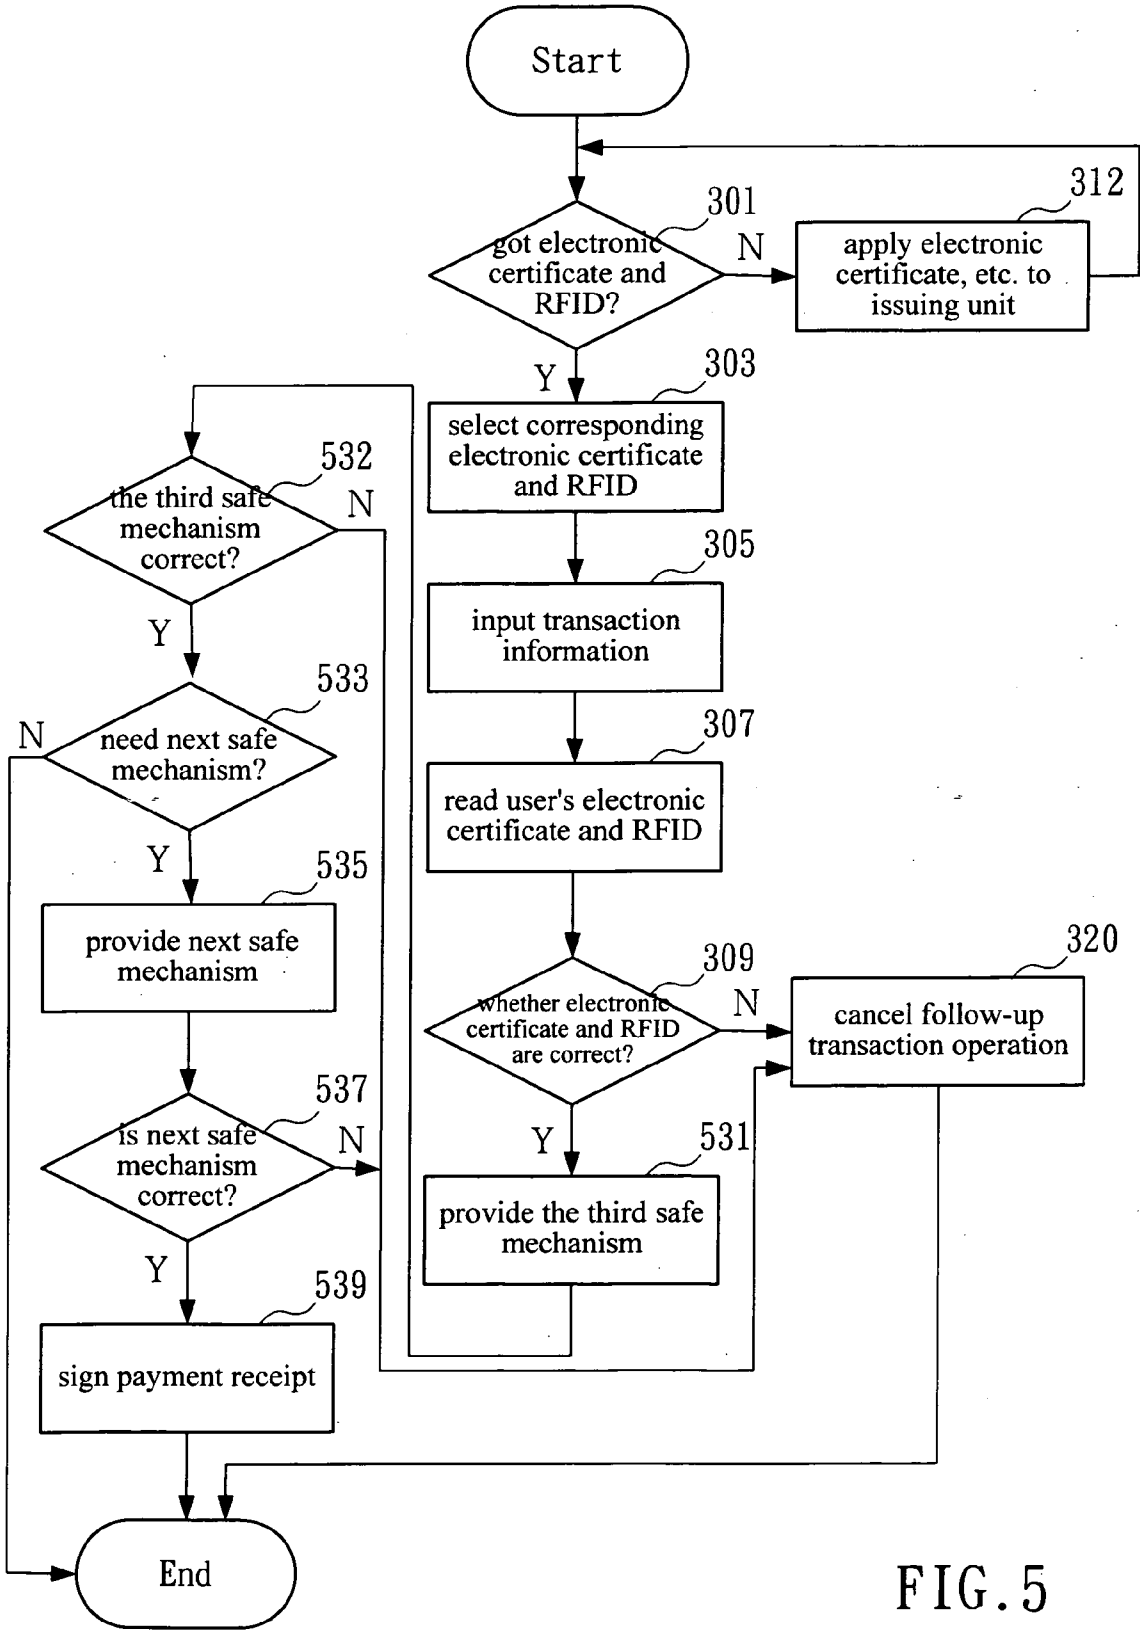 Start
301
got electronic
certificate and
RFID?
N
312
apply electronic
certificate, etc. to
issuing unit
Y
303
select corresponding
electronic certificate
and RFID
305
input transaction
information
307
read user's electronic
certificate and RFID
309
whether electronic
certificate and RFID
are correct?
N
320
cancel follow-up
transaction operation
Y
531
provide the third safe
mechanism
532
the third safe
mechanism
correct?
N
Y
533
need next safe
mechanism?
N
Y
535
provide next safe
mechanism
537
is next safe
mechanism
correct?
N
Y
539
sign payment receipt
End
FIG.5